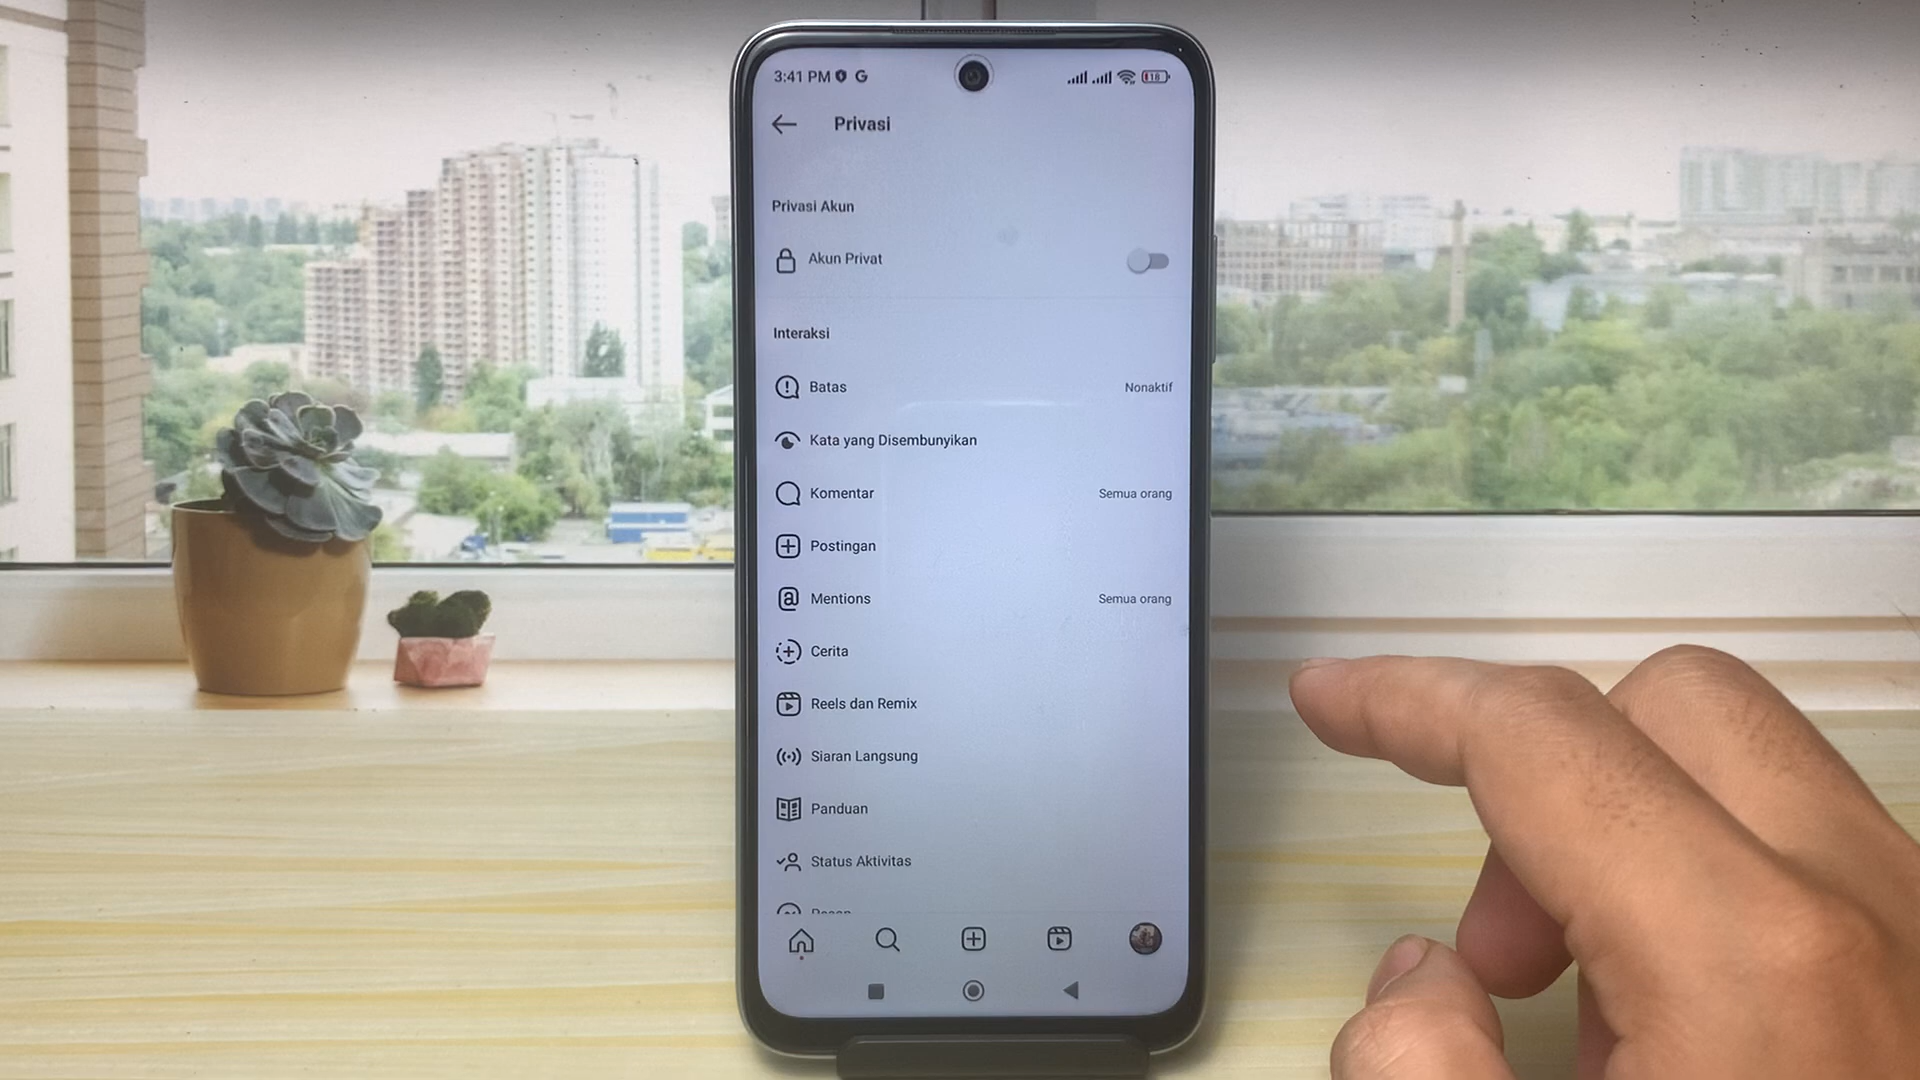 3:41 PM G 18
Privasi
Privasi Akun
Akun Privat
Interaksi
Batas Nonaktif
Kata yang Disembunyikan
Komentar Semua orang
Postingan
Mentions Semua orang
Cerita
Reels dan Remix
Siaran Langsung
Panduan
Status Aktivitas